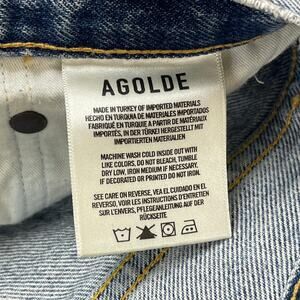 AGOLDE
MADE IN TURKEY OF IMPORTED MATERIALS
HECHO EN TURQUIA DE MATERIALES IMPORTADOS
FABRIQUÉ EN TURQUIE A PARTIR DE MATIÈRES
IMPORTÉS, IN DER TÜRKEI HERGESTELLT MIT
IMPORTIERTEN MATERIALIEN
MACHINE WASH COLD INSIDE OUT WITH
LIKE COLORS, DO NOT BLEACH, TUMBLE
DRY LOW, IRON MEDIUM IF NECESSARY.
IF DECORATED OR PRINTED DO NOT IRON.
SEE CARE ON REVERSE, VEA EL CUIDADO EN EL
REVERSO, VOIR LES INSTRUCTIONS D'ENTRETIEN
SUR L'ENVERS, PFLEGEANLEITUNG AUF DER
RÜCKSEITE